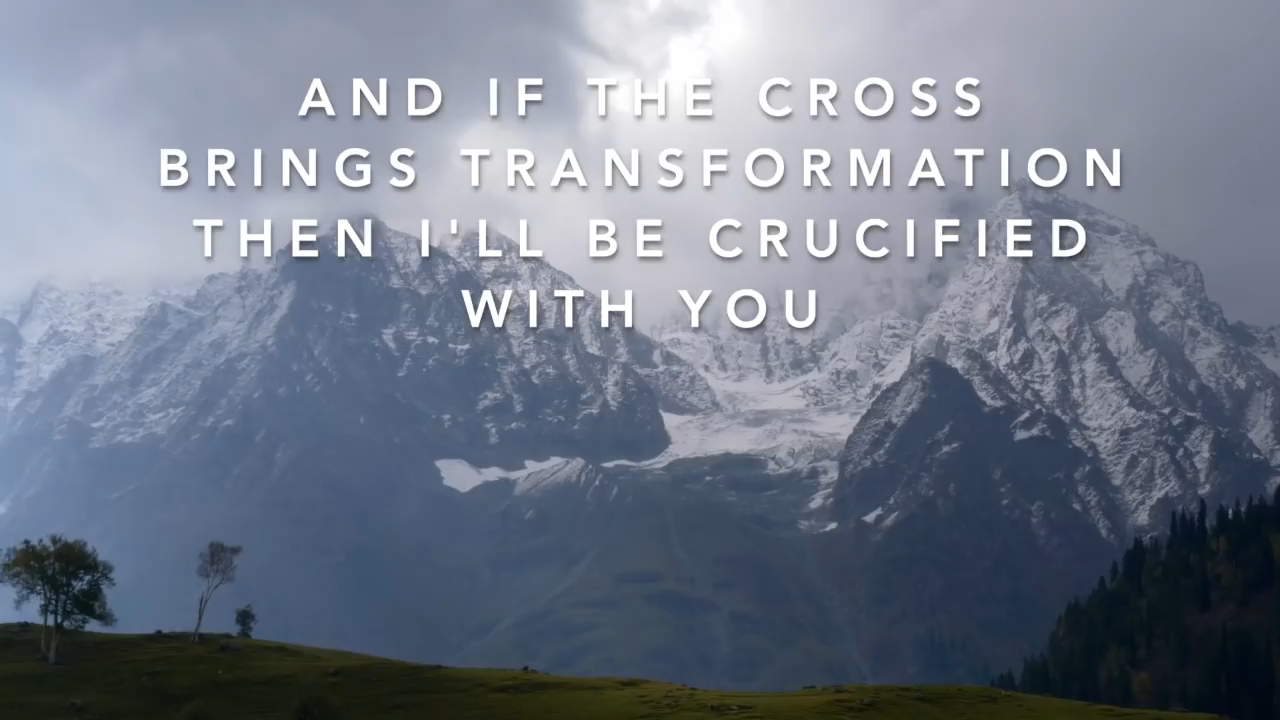 AND IF THE CROSS
BRINGS TRANSFORMATION
THEN I'LL BE CRUCIFIED
WITH YOU